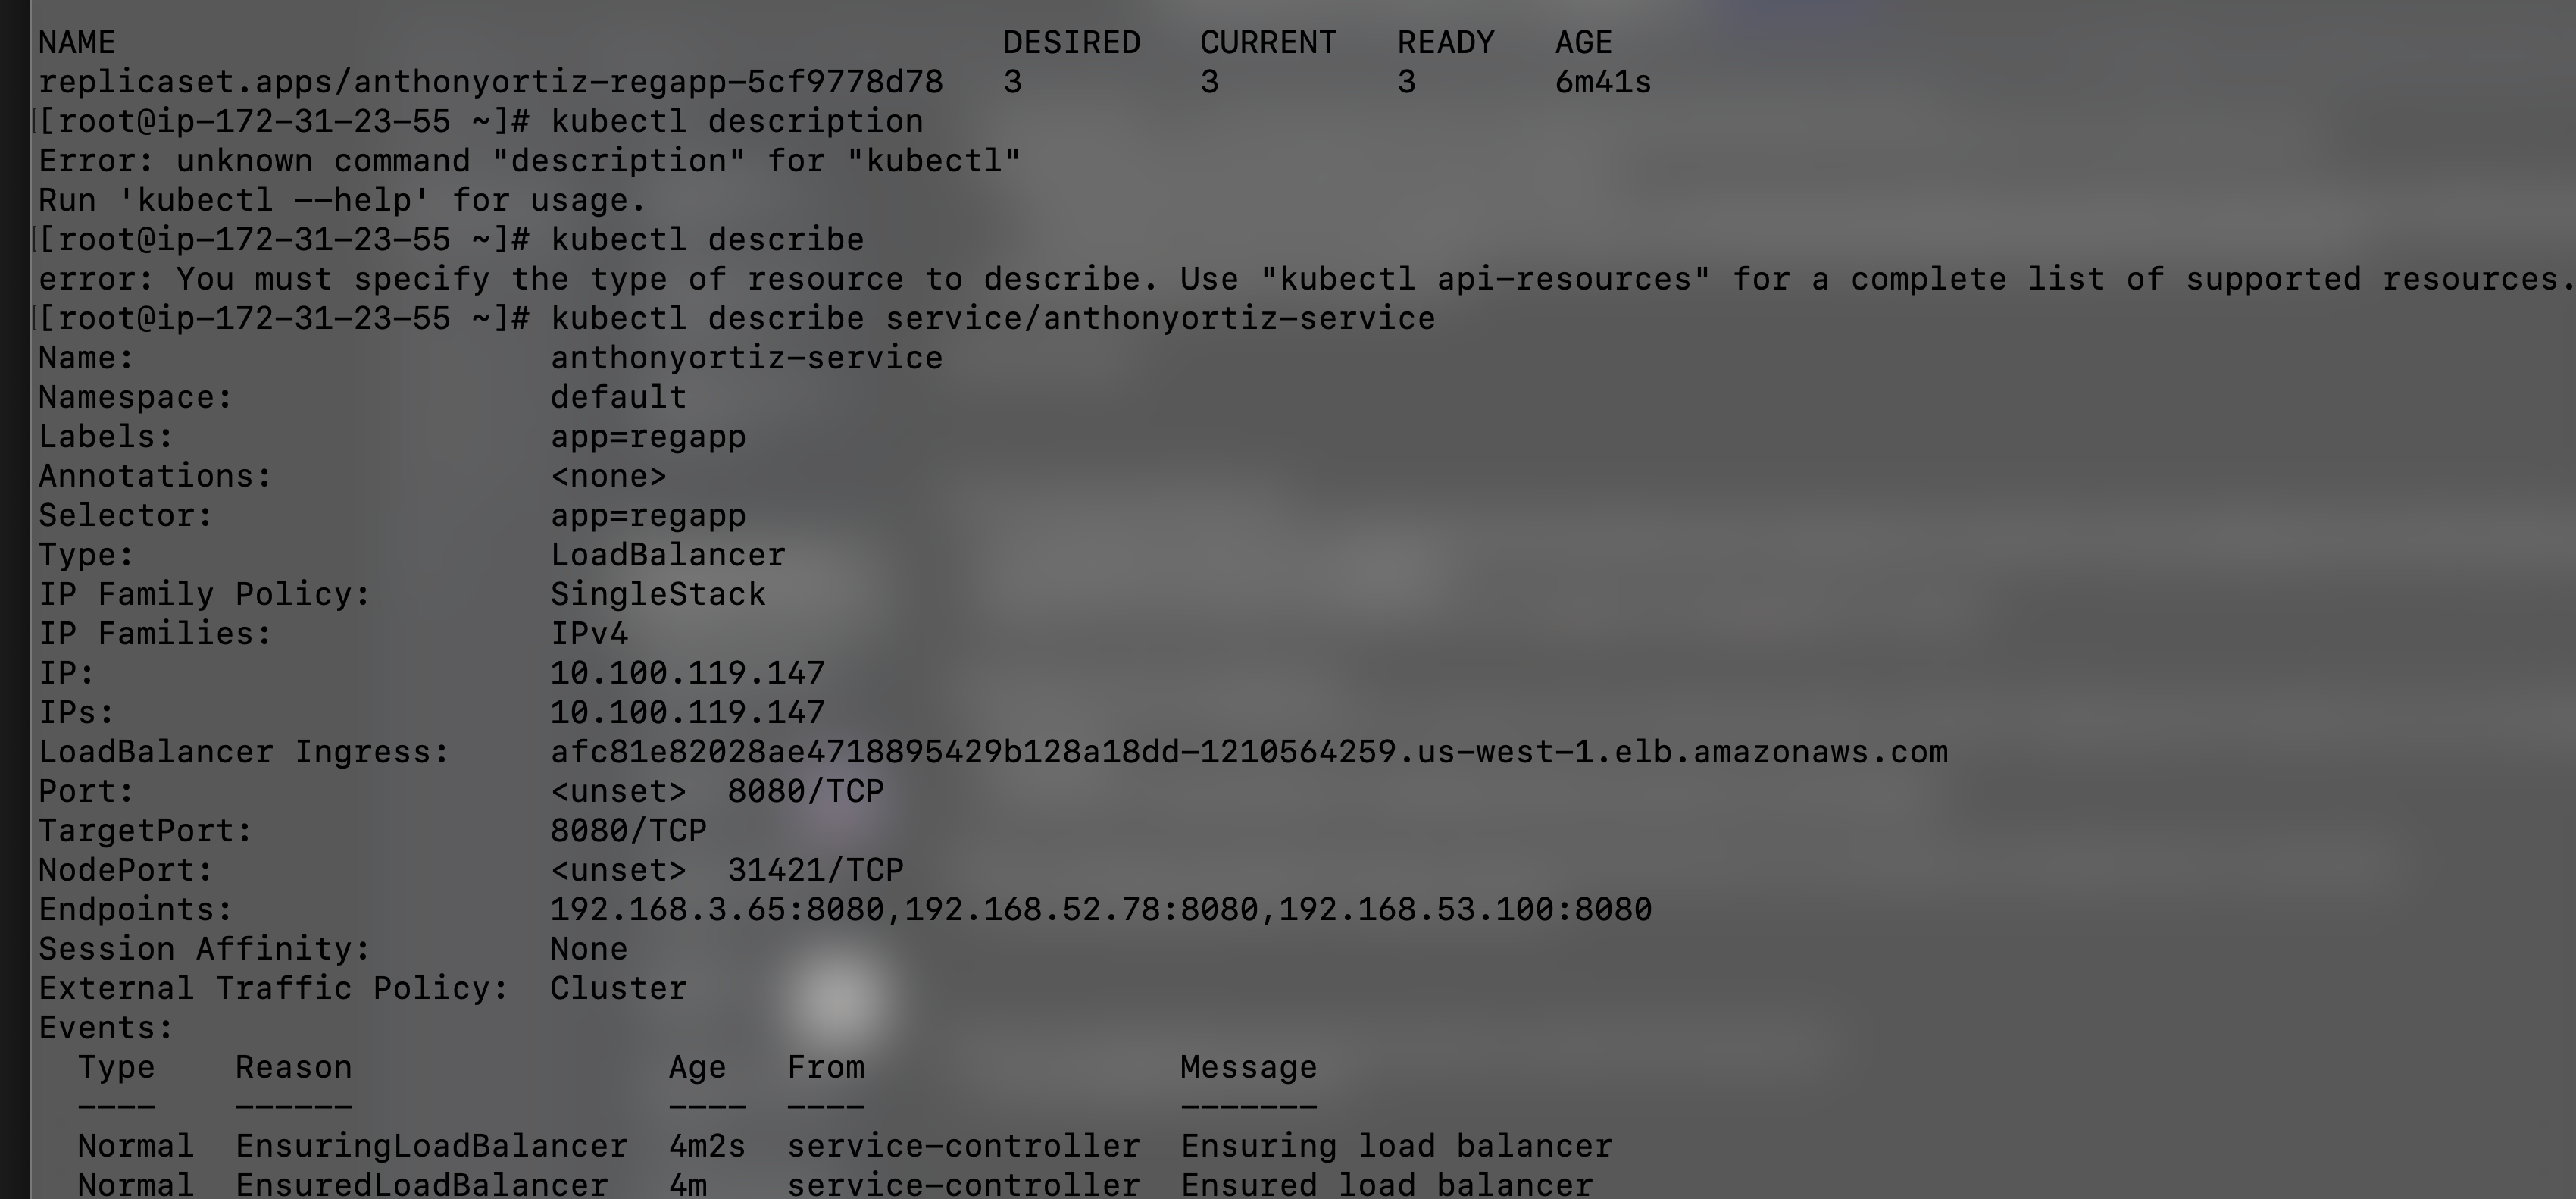 NAME                                             DESIRED   CURRENT   READY   AGE
replicaset.apps/anthonyortiz-regapp-5cf9778d78   3         3         3       6m41s
[[root@ip-172-31-23-55 ~]# kubectl description
Error: unknown command "description" for "kubectl"
Run 'kubectl --help' for usage.
[[root@ip-172-31-23-55 ~]# kubectl describe
error: You must specify the type of resource to describe. Use "kubectl api-resources" for a complete list of supported resources.
[[root@ip-172-31-23-55 ~]# kubectl describe service/anthonyortiz-service
Name:                     anthonyortiz-service
Namespace:                default
Labels:                   app=regapp
Annotations:              <none>
Selector:                 app=regapp
Type:                     LoadBalancer
IP Family Policy:         SingleStack
IP Families:              IPv4
IP:                       10.100.119.147
IPs:                      10.100.119.147
LoadBalancer Ingress:     afc81e82028ae4718895429b128a18dd-1210564259.us-west-1.elb.amazonaws.com
Port:                     <unset>  8080/TCP
TargetPort:               8080/TCP
NodePort:                 <unset>  31421/TCP
Endpoints:                192.168.3.65:8080,192.168.52.78:8080,192.168.53.100:8080
Session Affinity:         None
External Traffic Policy:  Cluster
Events:
  Type    Reason                Age   From                Message
  ----    ------                ----  ----                -------
  Normal  EnsuringLoadBalancer  4m2s  service-controller  Ensuring load balancer
  Normal  EnsuredLoadBalancer   4m    service-controller  Ensured load balancer